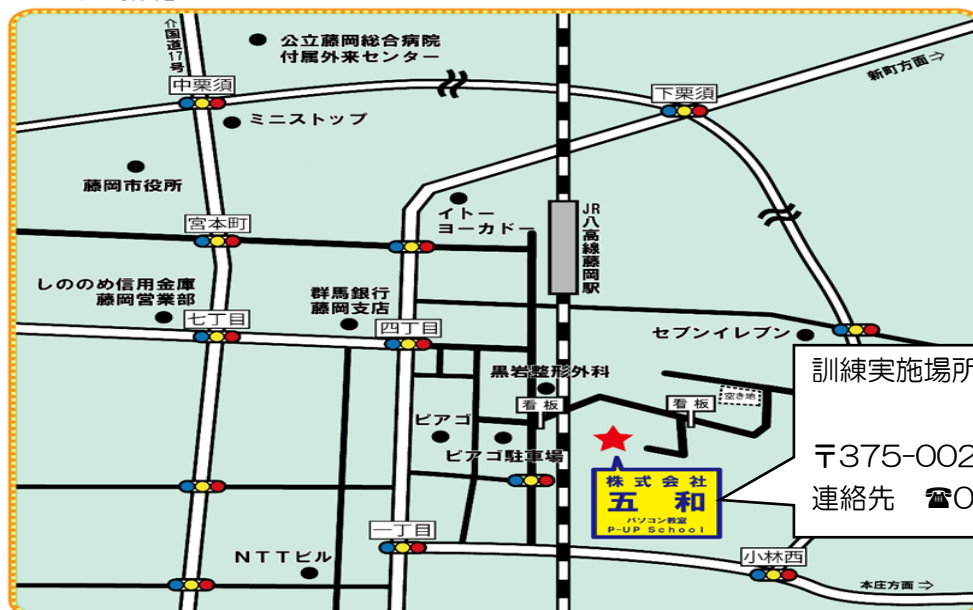 ⇧国道17号
公立藤岡総合病院
付属外来センター
中栗須
下栗須
新町方面⇒
ミニストップ
藤岡市役所
イトー
ヨーカドー
JR八高線藤岡駅
宮本町
しののめ信用金庫
藤岡営業部
群馬銀行
藤岡支店
七丁目
四丁目
セブンイレブン
黒岩整形外科
訓練実施場所
看板
看板
空き地
ピアゴ
ピアゴ駐車場
〒375-002
株式会社
五和
パソコン教室
P-UP School
連絡先 ☎0
一丁目
NTTビル
小林西
本庄方面⇒